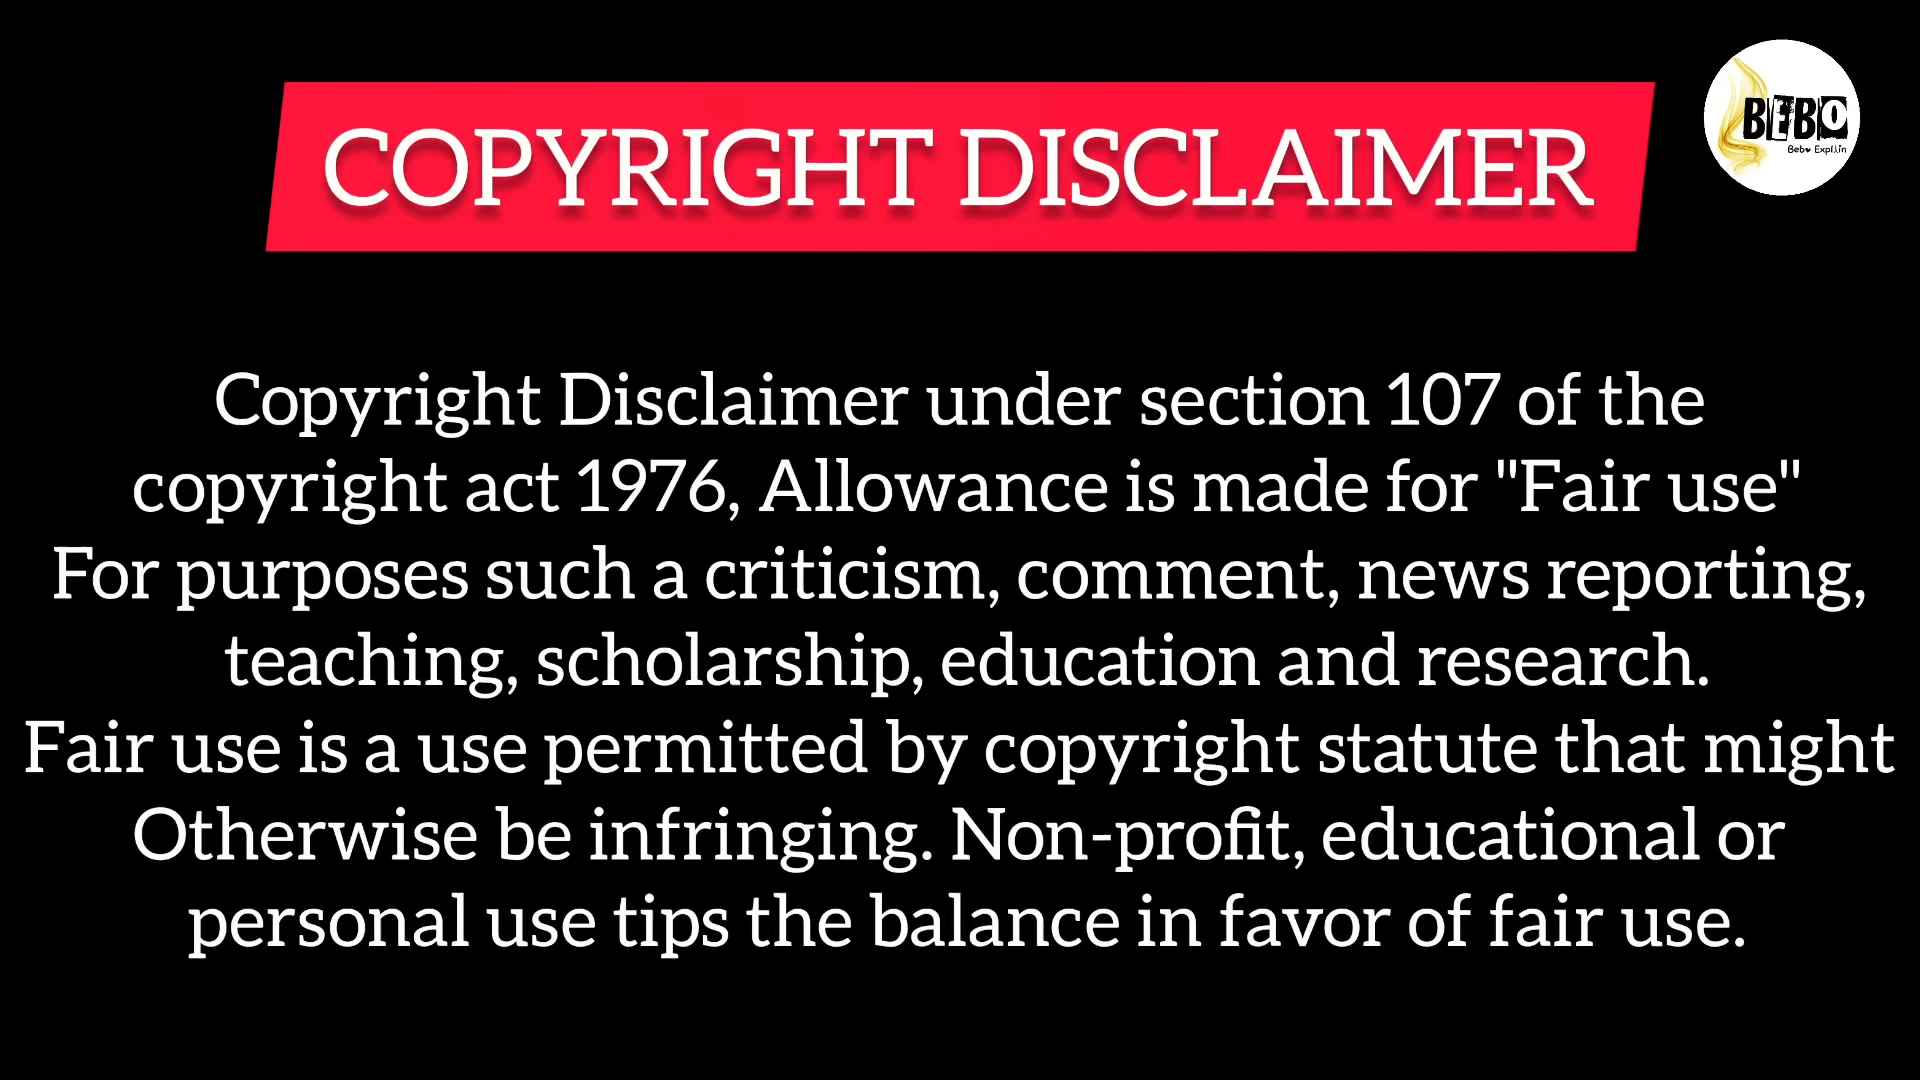 COPYRIGHT DISCLAIMER
BEBO
Bebo Explain
Copyright Disclaimer under section 107 of the
copyright act 1976, Allowance is made for "Fair use"
For purposes such a criticism, comment, news reporting,
teaching, scholarship, education and research.
Fair use is a use permitted by copyright statute that might
Otherwise be infringing. Non-profit, educational or
personal use tips the balance in favor of fair use.